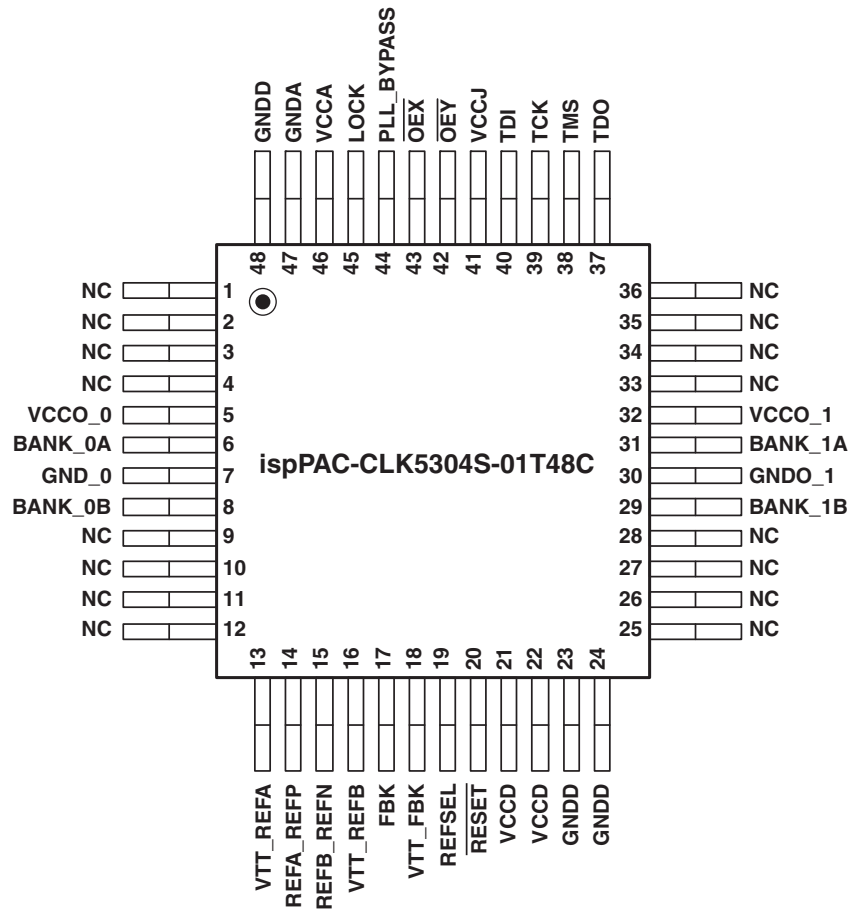 GNDD
GNDA
VCCA
LOCK
PLL_BYPASS
OEX
OEY
VCCJ
TDI
TCK
TMS
TDO
48
47
46
45
44
43
42
41
40
39
38
37
NC 1
NC 2
NC 3
NC 4
VCCO_0 5
BANK_0A 6
GND_0 7
BANK_0B 8
NC 9
NC 10
NC 11
NC 12
ispPAC-CLK5304S-01T48C
36 NC
35 NC
34 NC
33 NC
32 VCCO_1
31 BANK_1A
30 GNDO_1
29 BANK_1B
28 NC
27 NC
26 NC
25 NC
13
14
15
16
17
18
19
20
21
22
23
24
VTT_REFA
REFA_REFP
REFB_REFN
VTT_REFB
FBK
VTT_FBK
REFSEL
RESET
VCCD
VCCD
GNDD
GNDD